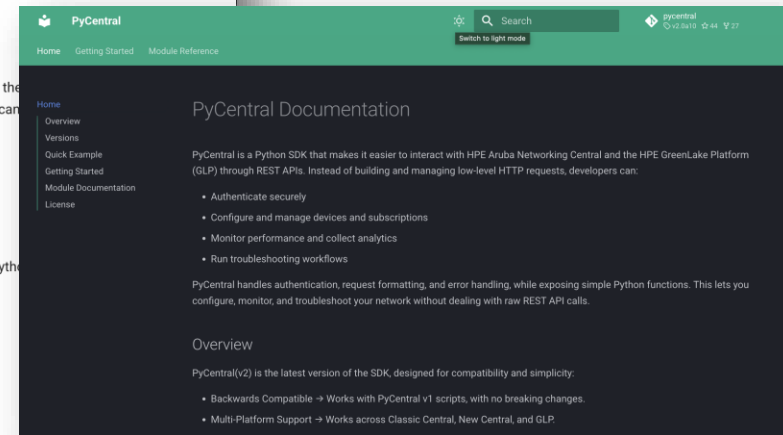 PyCentral
Search
pycentral
v2.0a10 44 27
Switch to light mode
Home Getting Started Module Reference
the
can
ytho
Home
Overview
Versions
Quick Example
Getting Started
Module Documentation
License
PyCentral Documentation
PyCentral is a Python SDK that makes it easier to interact with HPE Aruba Networking Central and the HPE GreenLake Platform
(GLP) through REST APIs. Instead of building and managing low-level HTTP requests, developers can:
• Authenticate securely
• Configure and manage devices and subscriptions
• Monitor performance and collect analytics
• Run troubleshooting workflows
PyCentral handles authentication, request formatting, and error handling, while exposing simple Python functions. This lets you
configure, monitor, and troubleshoot your network without dealing with raw REST API calls.
Overview
PyCentral(v2) is the latest version of the SDK, designed for compatibility and simplicity:
• Backwards Compatible → Works with PyCentral v1 scripts, with no breaking changes.
• Multi-Platform Support → Works across Classic Central, New Central, and GLP.